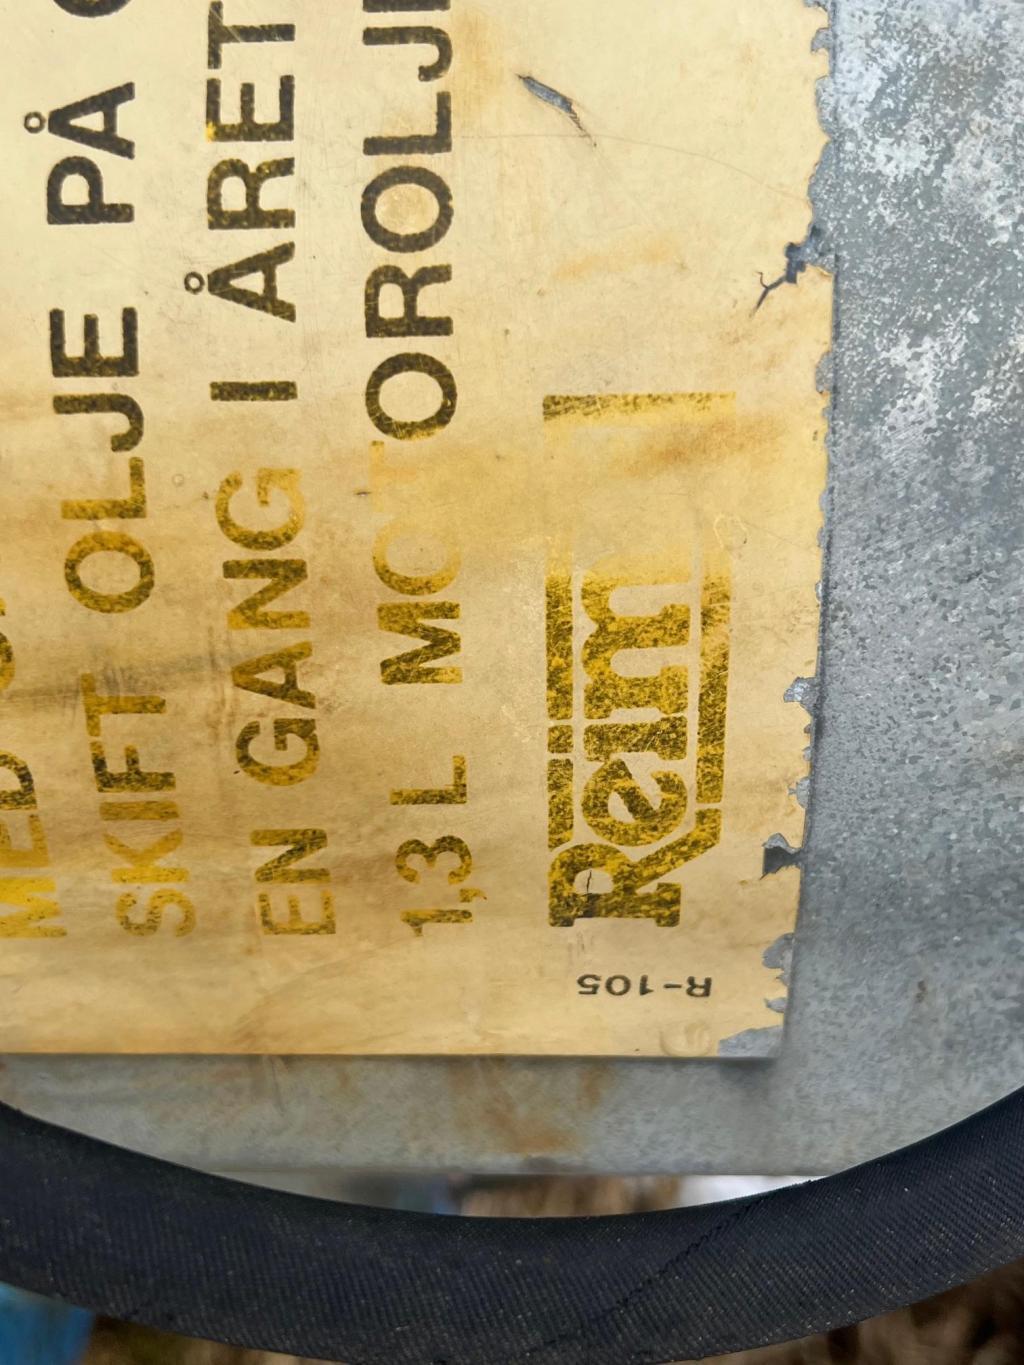 MED
SKIFT OLJE PÅ
EN GANG I ÅRET
1,3 L MOTOROLJE
Reim
R-105